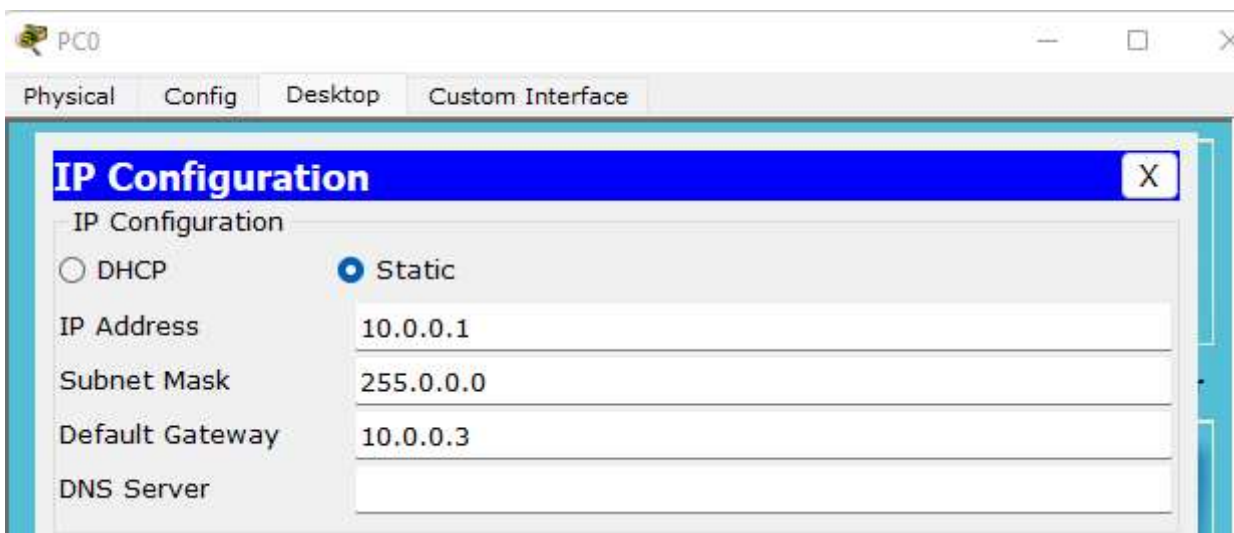 PC0
Physical Config Desktop Custom Interface
IP Configuration X
IP Configuration
DHCP Static
IP Address 10.0.0.1
Subnet Mask 255.0.0.0
Default Gateway 10.0.0.3
DNS Server